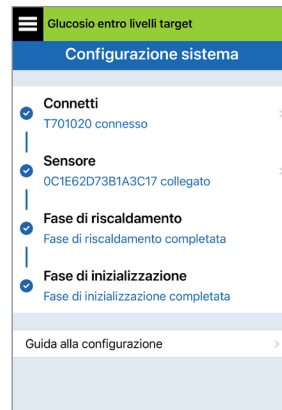 Glucosio entro livelli target
Configurazione sistema
Connetti
T701020 connesso
Sensore
0C1E62D73B1A3C17 collegato
Fase di riscaldamento
Fase di riscaldamento completata
Fase di inizializzazione
Fase di inizializzazione completata
Guida alla configurazione